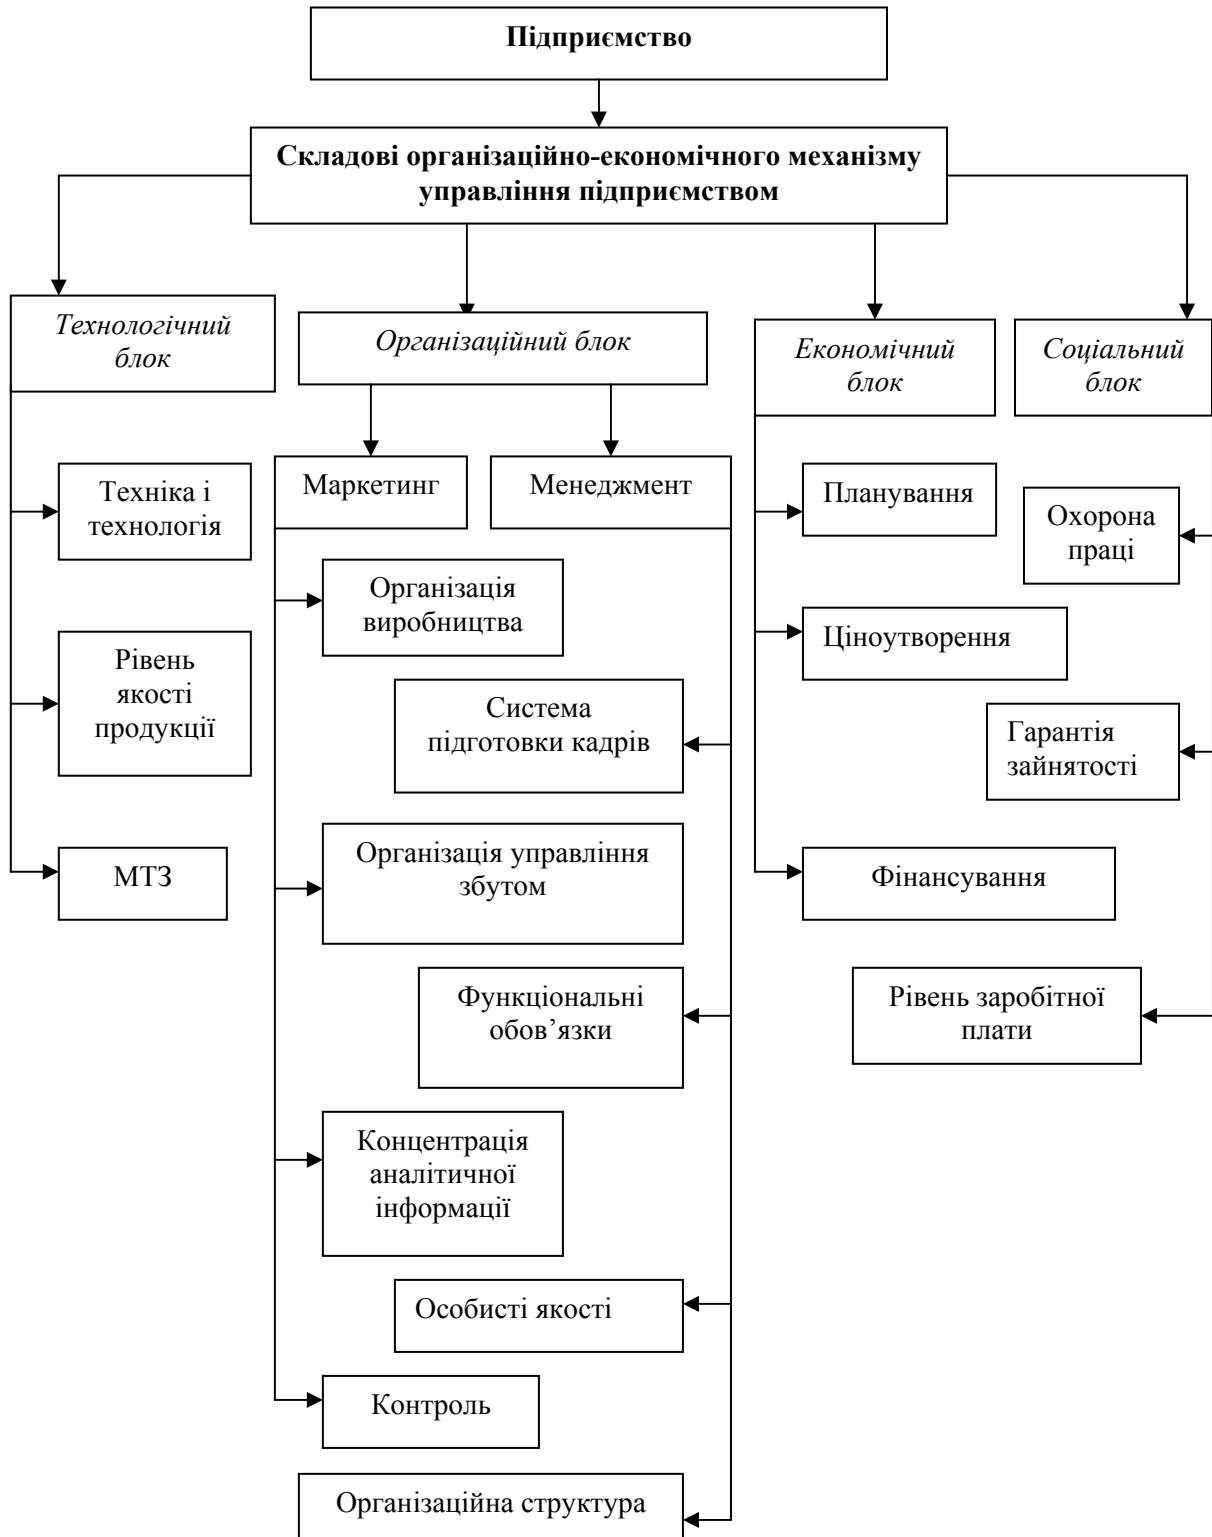 Підприємство
Складові організаційно-економічного механізму
управління підприємством
Технологічний
блок
Організаційний блок
Економічний
блок
Соціальний
блок
Маркетинг
Менеджмент
Техніка і
технологія
Планування
Охорона
праці
Організація
виробництва
Ціноутворення
Рівень
якості
продукції
Система
підготовки кадрів
Гарантія
зайнятості
МТЗ
Організація управління
збутом
Фінансування
Функціональні
обов’язки
Рівень заробітної
плати
Концентрація
аналітичної
інформації
Особисті якості
Контроль
Організаційна структура